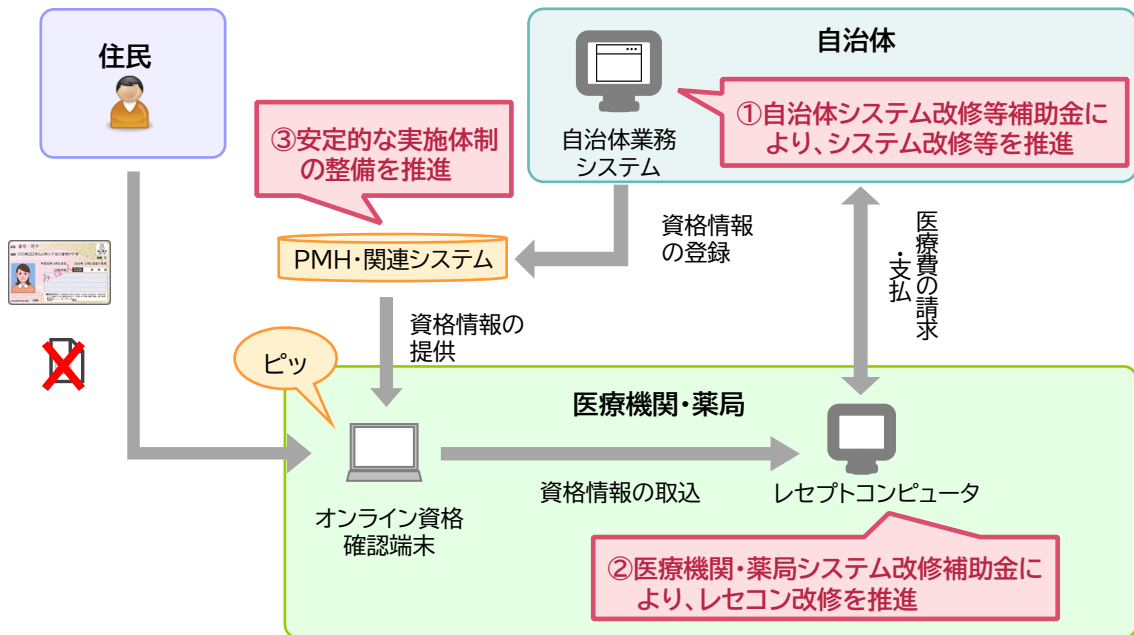 住民
自治体
自治体業務
システム
①自治体システム改修等補助金に
より、システム改修等を推進
③安定的な実施体制
の整備を推進
資格情報
の登録
医療費の請求
・支払
PMH・関連システム
資格情報の
提供
ピッ
医療機関・薬局
オンライン資格
確認端末
資格情報の取込
レセプトコンピュータ
②医療機関・薬局システム改修補助金に
より、レセコン改修を推進